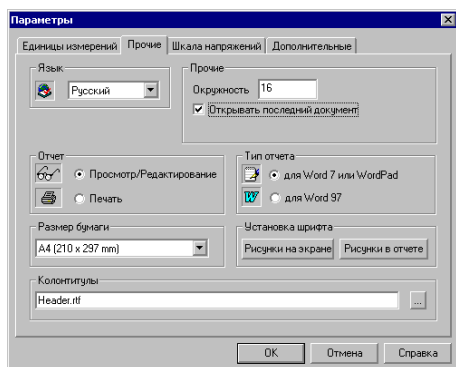 Параметры
Единицы измерений Прочие Шкала напряжений Дополнительные
Язык
Русский
Прочие
Окружность 16
Открывать последний документ
Отчет
Просмотр/Редактирование
Печать
Тип отчета
для Word 7 или WordPad
для Word 97
Размер бумаги
A4 (210 x 297 mm)
Установка шрифта
Рисунки на экране Рисунки в отчете
Колонтитулы
Header.rtf ...
OK Отмена Справка